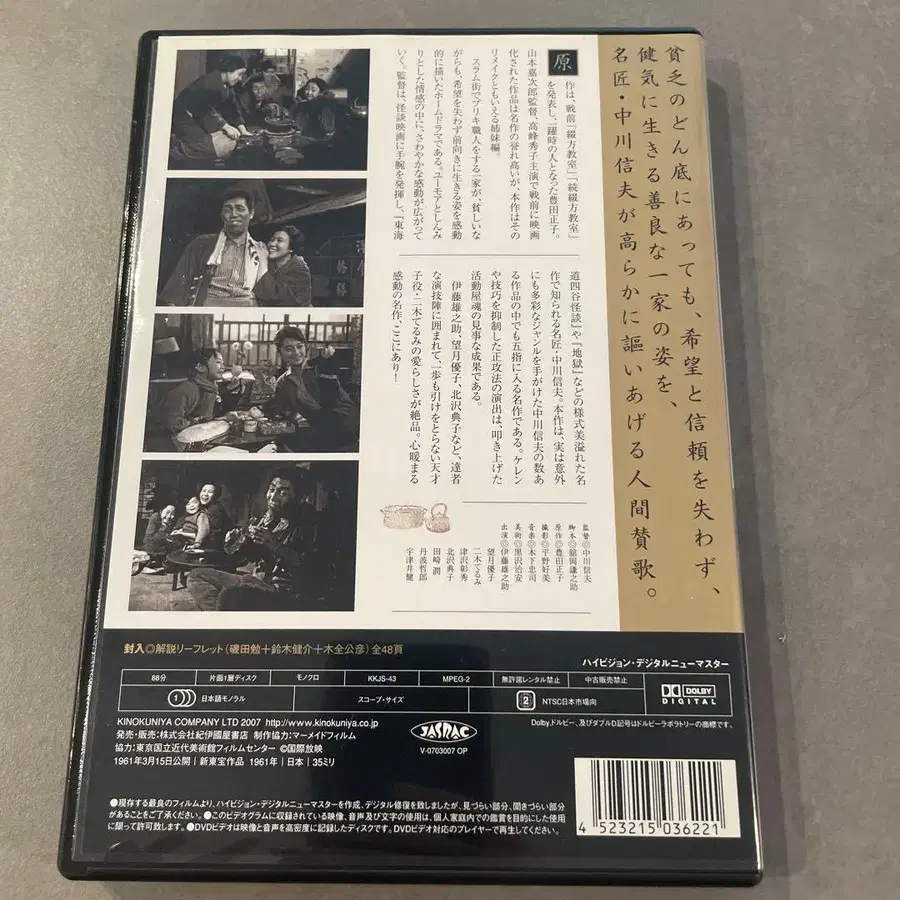 貧乏のどん底にあっても、希望と信頼を失わず、
健気に生きる善良な一家の姿を、
名匠・中川信夫が高らかに謳いあげる人間賛歌。
原
作は、戦前「綴方教室」「続綴方教室」
を発表し、一躍時の人となった豊田正子。
山本嘉次郎監督、高峰秀子主演で戦前に映画
化された作品は名作の誉れ高いが、本作はその
リメイクともいえる姉妹編。
スラム街でブリキ職人をする一家が、貧しいな
がらも、希望を失わず前向きに生きる姿を感動
的に描いたホームドラマである。ユーモアとしんみ
りとした情感の中に、さわやかな感動が広がって
いく。監督は、怪談映画に手腕を発揮し、『東海
道四谷怪談』や『地獄』などの様式美溢れた名
作で知られる名匠・中川信夫。本作は、実は意外
にも多彩なジャンルを手がけた中川信夫の数あ
る作品の中でも五指に入る名作である。ケレン
や技巧を抑制した正攻法の演出は、叩き上げた
活動屋魂の見事な成果である。
伊藤雄之助、望月優子、北沢典子など、達者
な演技陣に囲まれて、一歩も引けをとらない天才
子役・二木てるみの愛らしさが絶品。心暖まる
感動の名作、ここにあり!
監督◎中川信夫
脚本◎館岡謙之助
原作◎豊田正子
撮影◎平野好美
音楽◎木下忠司
美術◎黒沢治安
出演◎伊藤雄之助
望月優子
二木てるみ
津沢彰秀
北沢典子
田崎潤
丹波哲郎
宇津井健
封入◎解説リーフレット(磯田勉+鈴木健介+木全公彦)全48頁
ハイビジョン・デジタルニューマスター
88分 片面1層ディスク モノクロ KKJS-43 MPEG-2 無許諾レンタル禁止 中古販売禁止
1 日本語モノラル スコープ・サイズ 2 NTSC日本市場向
DOLBY
DIGITAL
Dolby、ドルビー、及びダブルD記号はドルビーラボラトリーの商標です。
KINOKUNIYA COMPANY LTD 2007 http://www.kinokuniya.co.jp
発売・販売:株式会社紀伊國屋書店 制作協力:マーメイドフィルム
協力:東京国立近代美術館フィルムセンター ©国際放映
1961年3月15日公開|新東宝作品 1961年|日本|35ミリ
JASRAC
V-0703007 OP
●現存する最良のフィルムより、ハイビジョン・デジタルニューマスターを作成、デジタル修復を致しましたが、見づらい部分、聞きづらい部分
があることをご了承ください。●このビデオグラムに収録されている映像、音声及び文字の使用は、個人家庭内での鑑賞を目的にした使用
に限って許可致します。●DVDビデオは映像と音声を高密度に記録したディスクです。DVDビデオ対応のプレイヤーで再生してください。
4 523215 036221